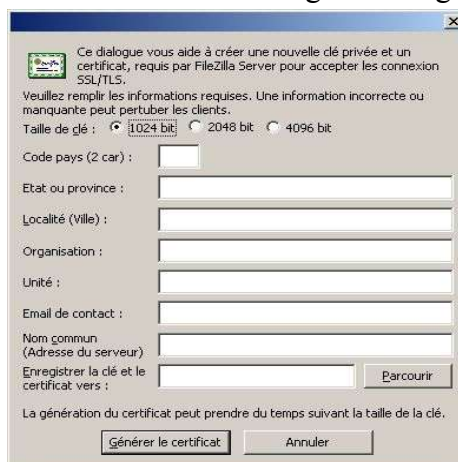 Ce dialogue vous aide à créer une nouvelle clé privée et un
certificat, requis par FileZilla Server pour accepter les connexion
SSL/TLS.
Veuillez remplir les informations requises. Une information incorrecte ou
manquante peut pertuber les clients.
Taille de clé : 1024 bit 2048 bit 4096 bit
Code pays (2 car) :
Etat ou province :
Localité (Ville) :
Organisation :
Unité :
Email de contact :
Nom commun
(Adresse du serveur)
Enregistrer la clé et le
certificat vers :
Parcourir
La génération du certificat peut prendre du temps suivant la taille de la clé.
Générer le certificat Annuler